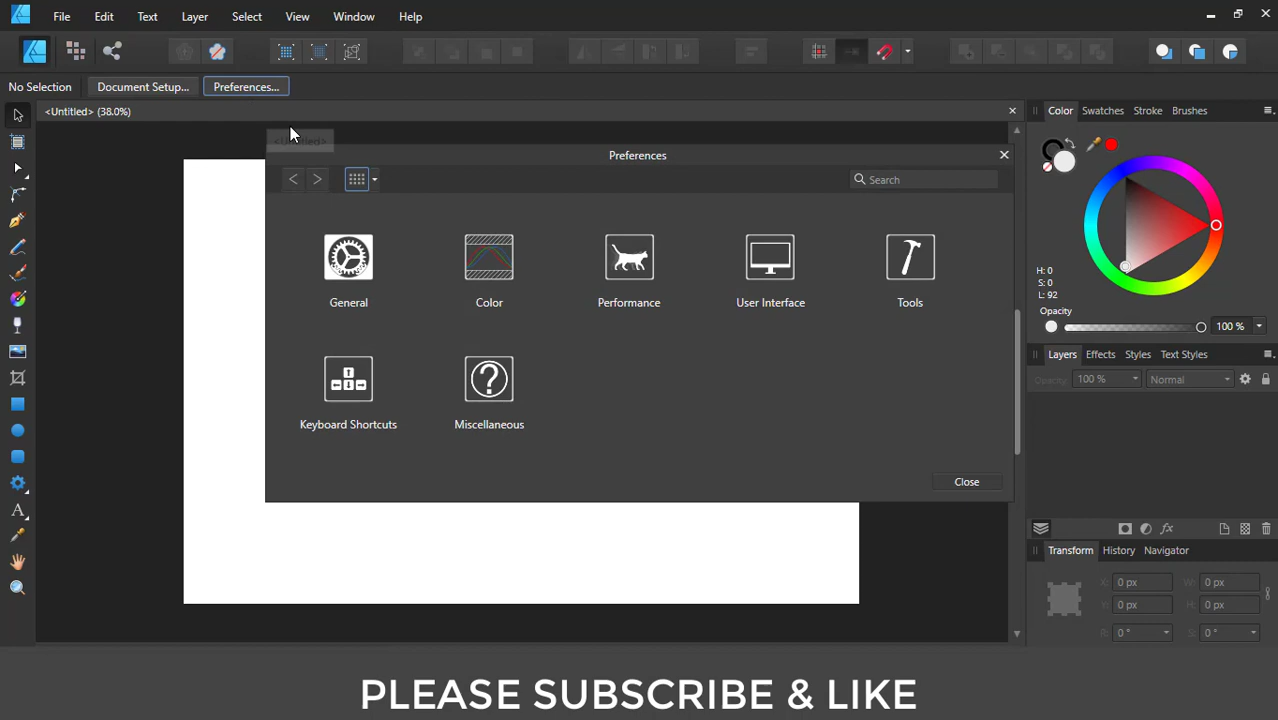 File Edit Text Layer Select View Window Help
No Selection Document Setup... Preferences...
<Untitled> (38.0%)
Color Swatches Stroke Brushes
<Untitled>
Preferences
Search
General Color Performance User Interface Tools
Keyboard Shortcuts Miscellaneous
Close
H: 0
S: 0
L: 92
Opacity
100 %
Layers Effects Styles Text Styles
Opacity: 100 % Normal
Transform History Navigator
X: 0 px W: 0 px
Y: 0 px H: 0 px
R: 0 ° S: 0 °
PLEASE SUBSCRIBE & LIKE